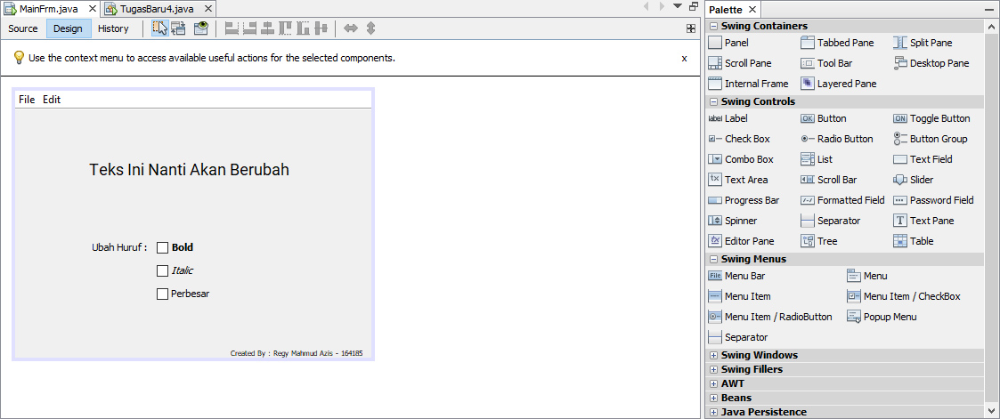 MainFrm.java x TugasBaru4.java x
Source Design History
Use the context menu to access available useful actions for the selected components. x
File Edit
Teks Ini Nanti Akan Berubah
Ubah Huruf : Bold
Italic
Perbesar
Created By : Regy Mahmud Azis - 164185
Palette x
Swing Containers
Panel Tabbed Pane Split Pane
Scroll Pane Tool Bar Desktop Pane
Internal Frame Layered Pane
Swing Controls
label Label OK Button ON Toggle Button
Check Box Radio Button Button Group
Combo Box List Text Field
Text Area Scroll Bar Slider
Progress Bar Formatted Field Password Field
Spinner Separator Text Pane
Editor Pane Tree Table
Swing Menus
File Menu Bar Menu
Menu Item Menu Item / CheckBox
Menu Item / RadioButton Popup Menu
Separator
Swing Windows
Swing Fillers
AWT
Beans
Java Persistence